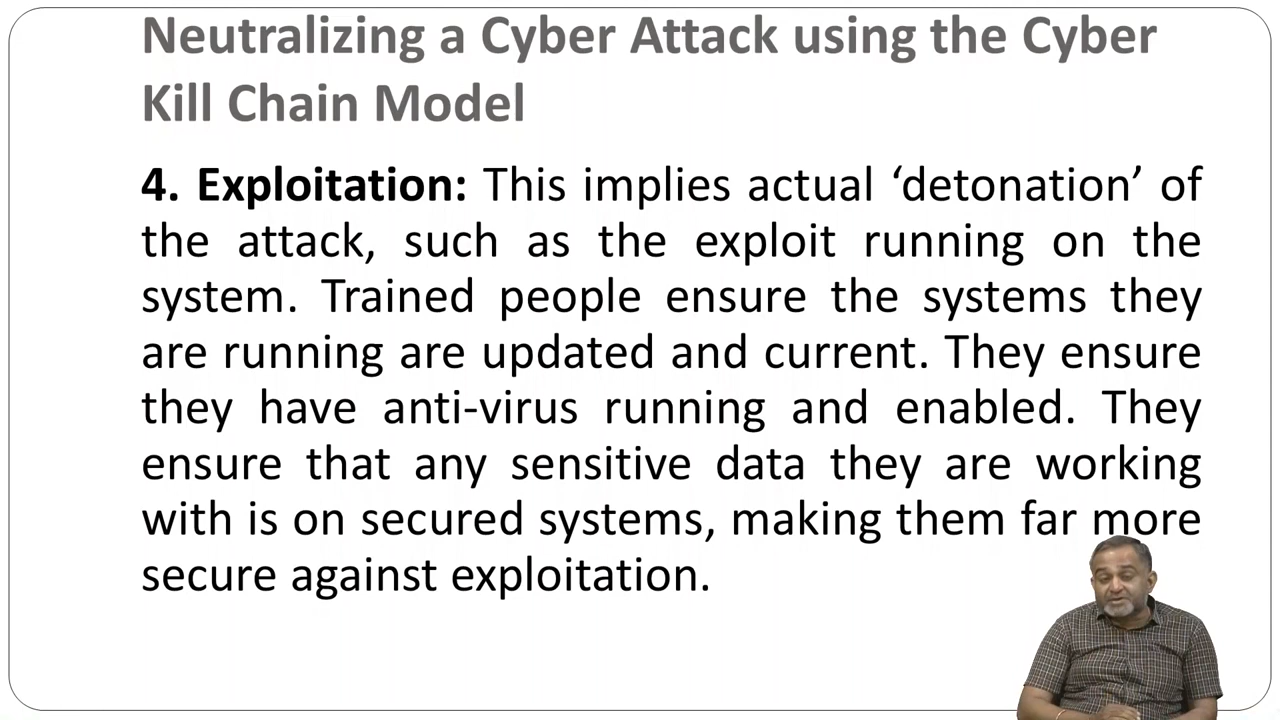 Neutralizing a Cyber Attack using the Cyber
Kill Chain Model
4. Exploitation: This implies actual ‘detonation’ of
the attack, such as the exploit running on the
system. Trained people ensure the systems they
are running are updated and current. They ensure
they have anti-virus running and enabled. They
ensure that any sensitive data they are working
with is on secured systems, making them far more
secure against exploitation.